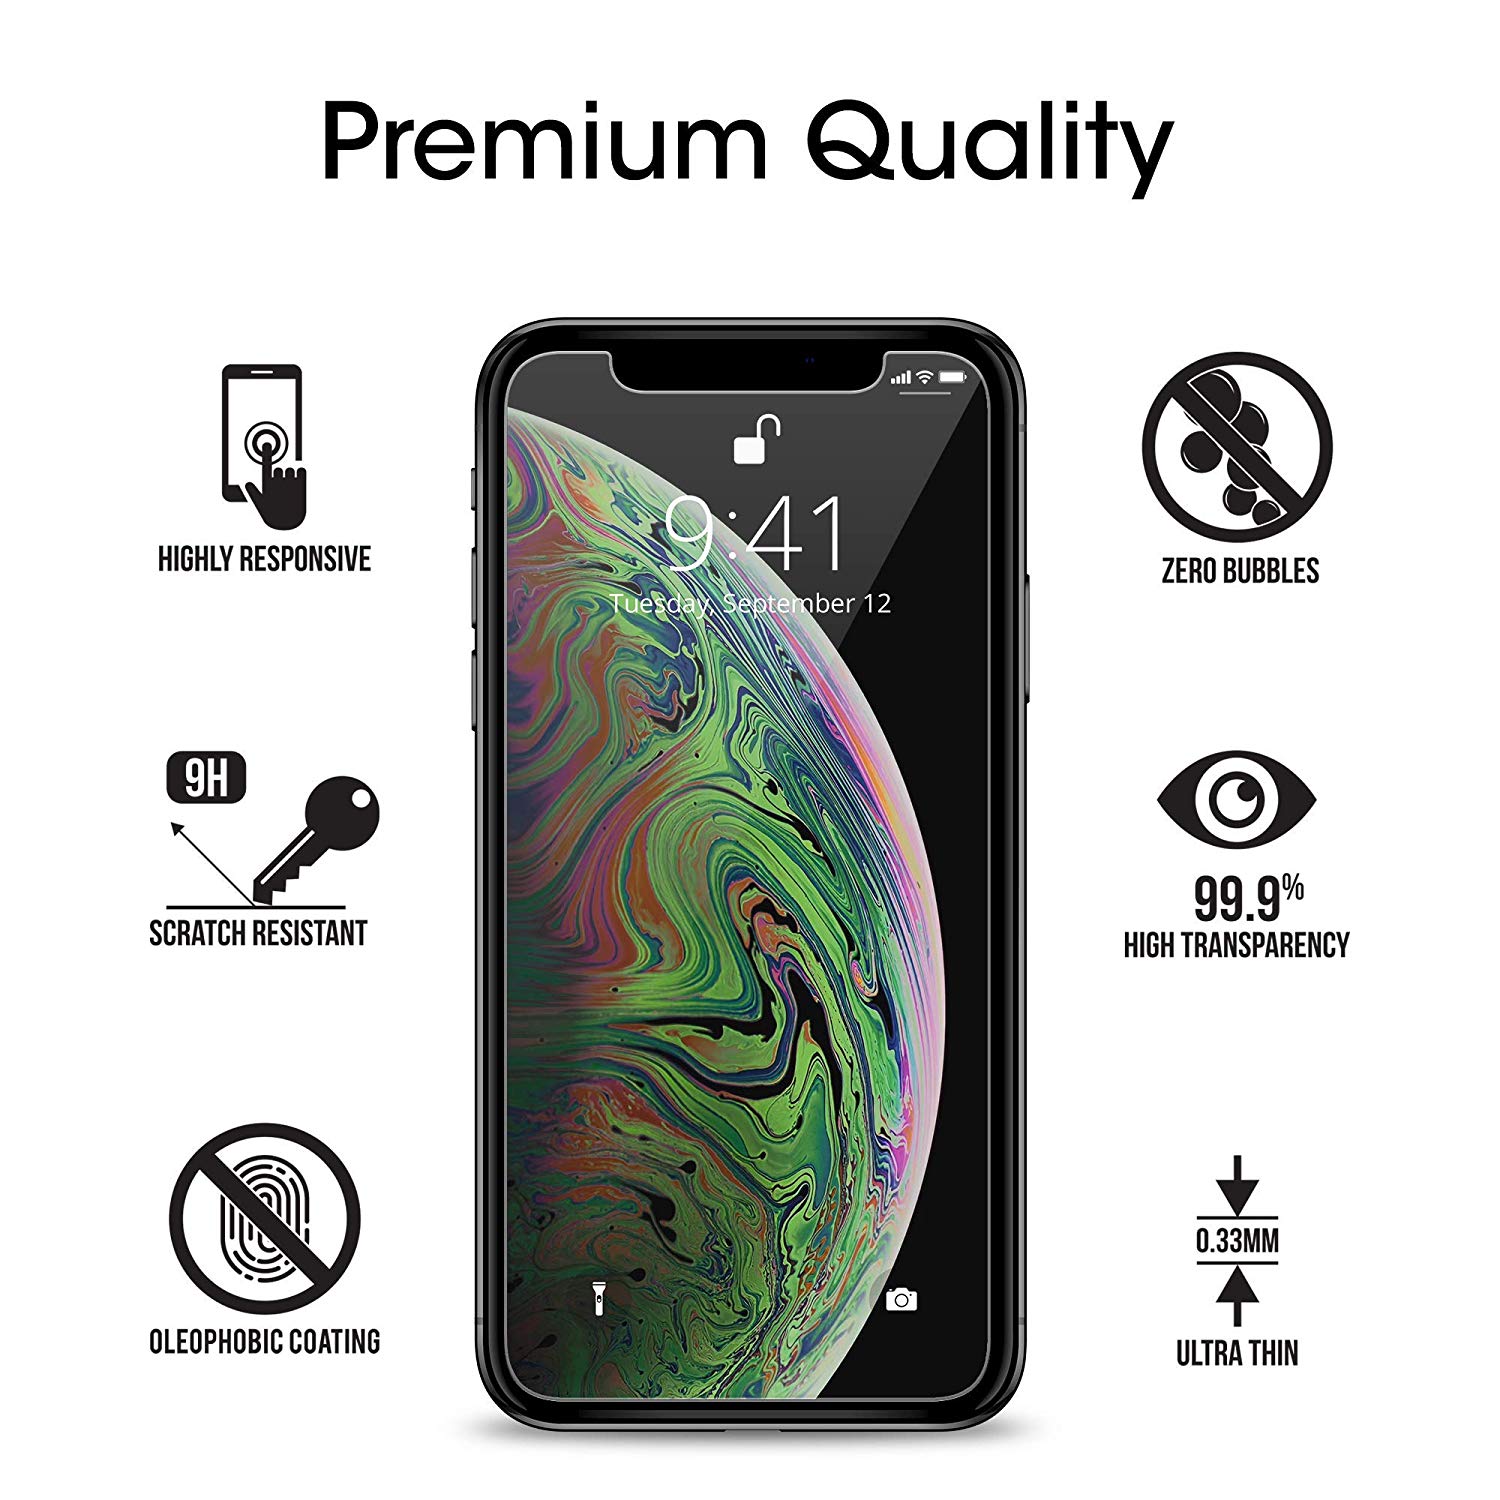 Premium Quality
9:41
Tuesday, September 12
HIGHLY RESPONSIVE
9H
SCRATCH RESISTANT
OLEOPHOBIC COATING
ZERO BUBBLES
99.9%
HIGH TRANSPARENCY
0.33MM
ULTRA THIN